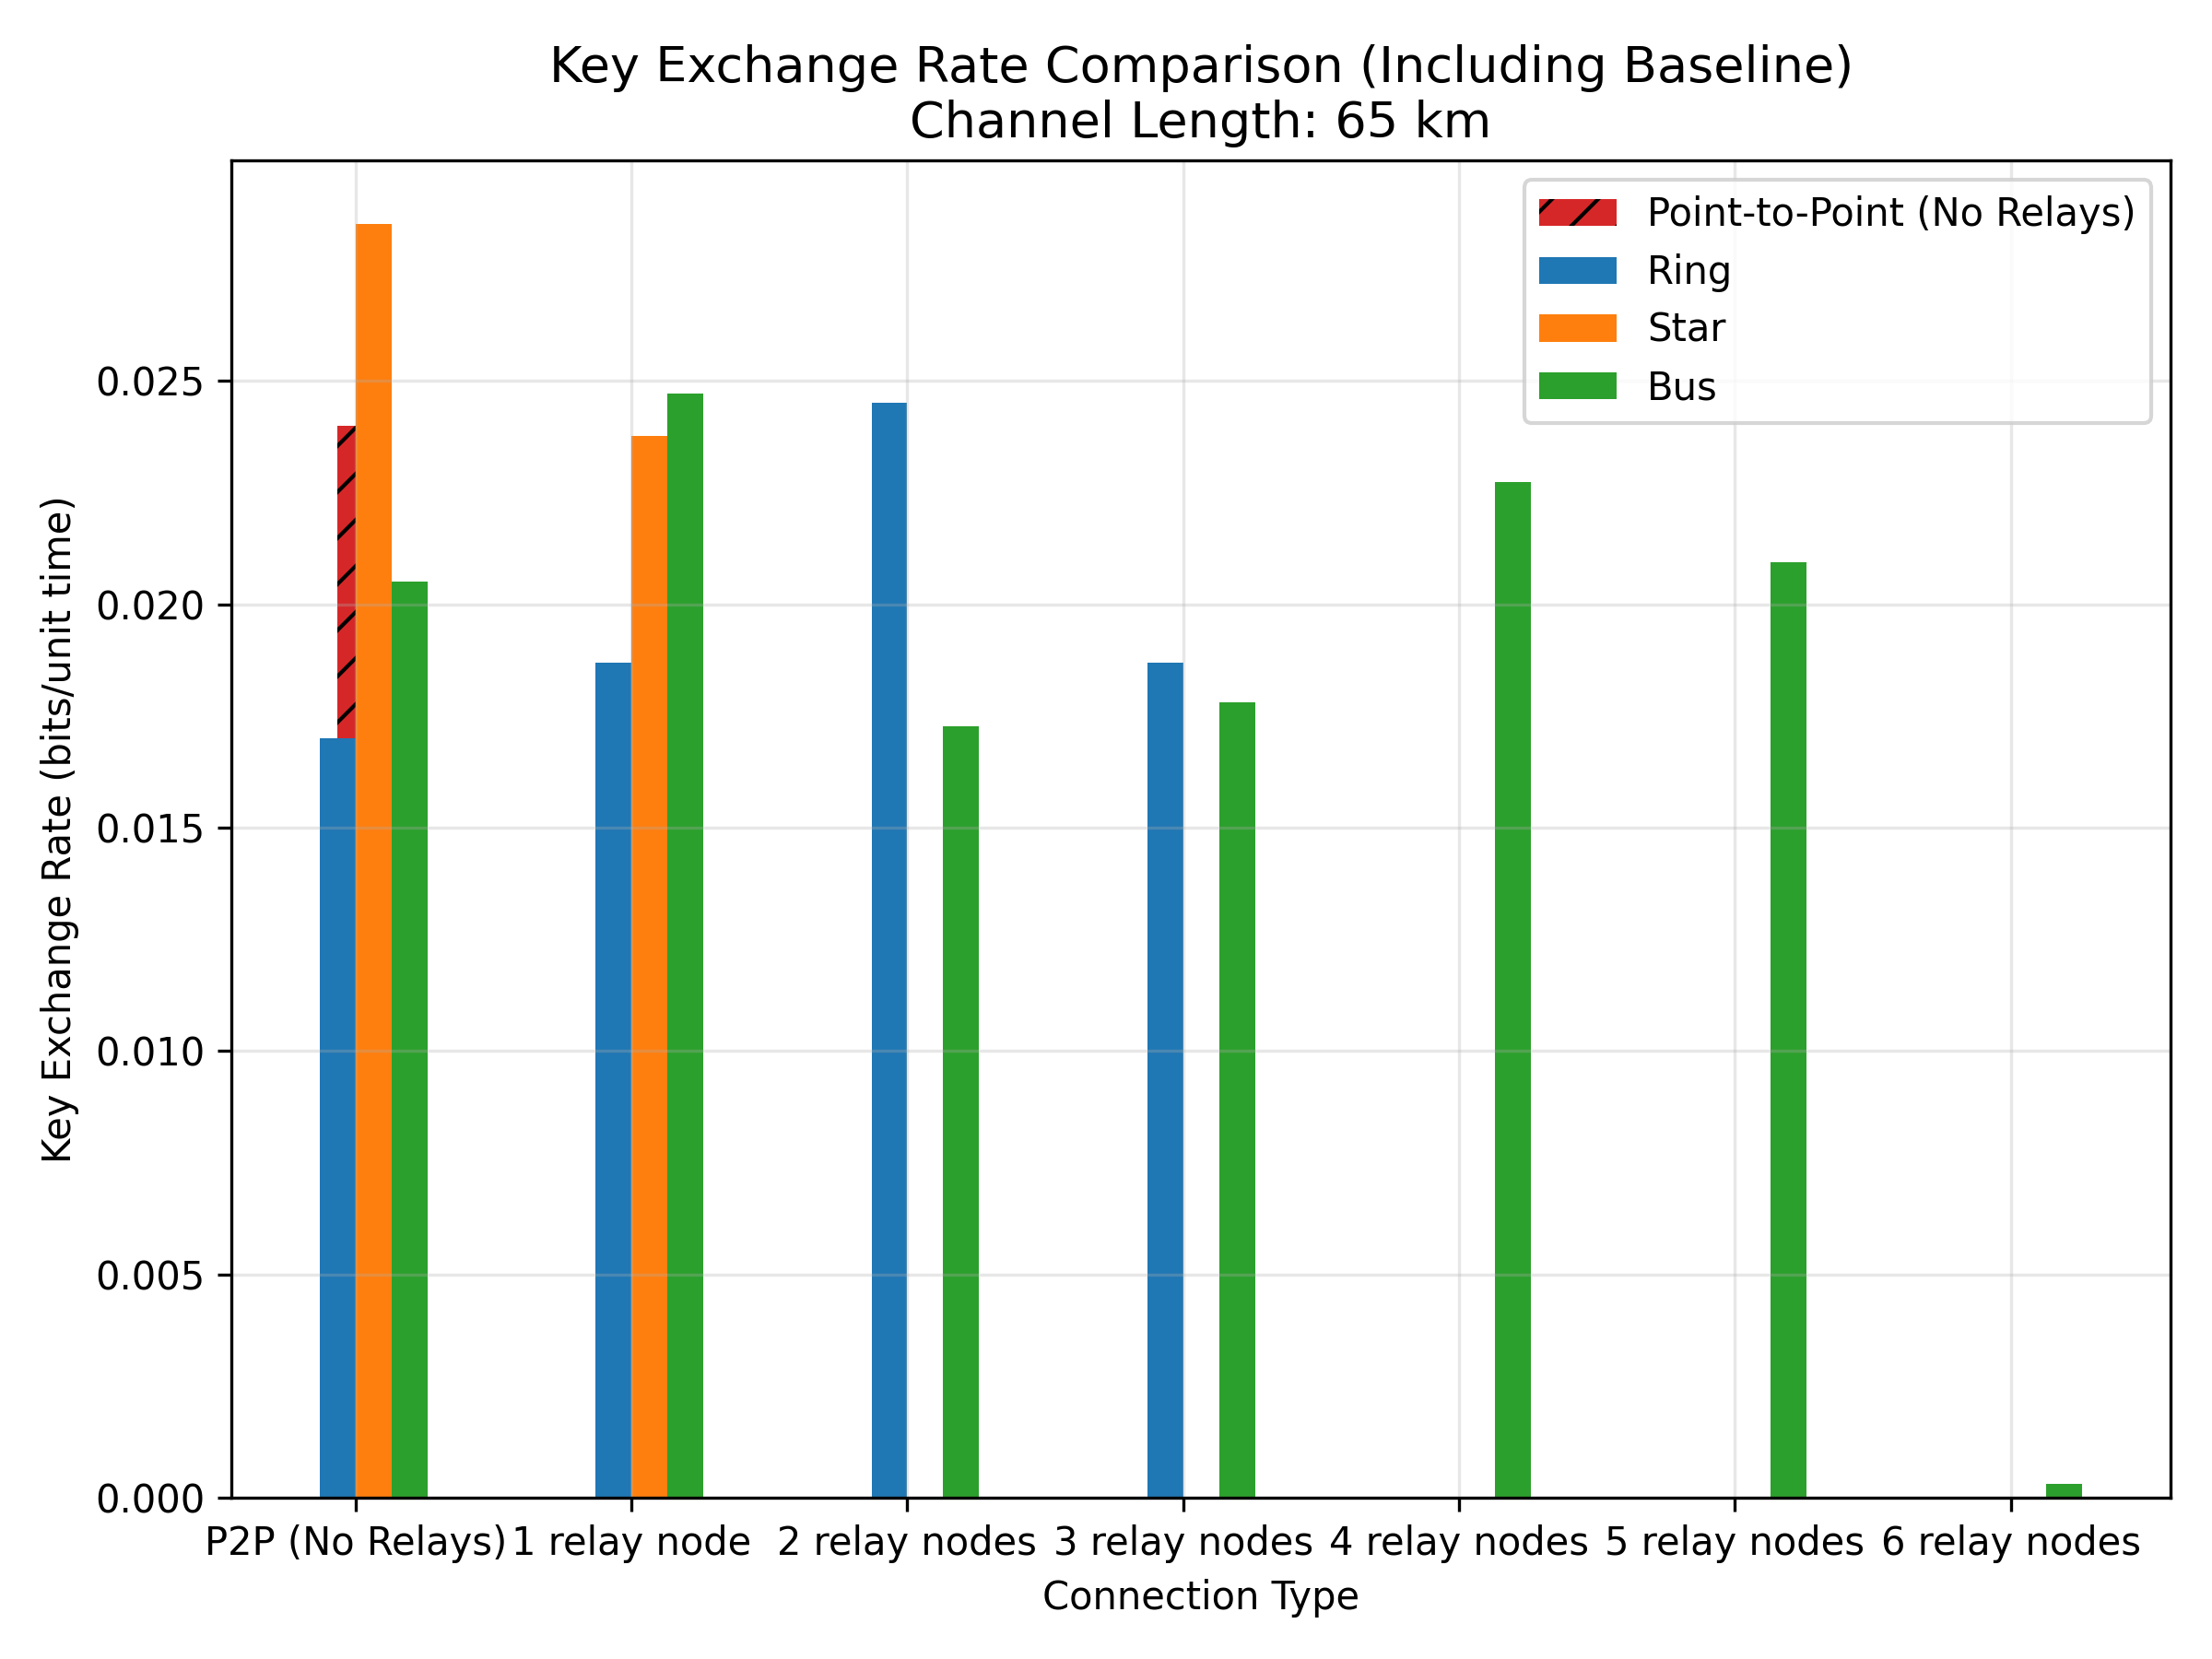 Key Exchange Rate Comparison (Including Baseline)
Channel Length: 65 km
Point-to-Point (No Relays)
Ring
Star
Bus
Key Exchange Rate (bits/unit time)
0.025
0.020
0.015
0.010
0.005
0.000
P2P (No Relays) 1 relay node 2 relay nodes 3 relay nodes 4 relay nodes 5 relay nodes 6 relay nodes
Connection Type